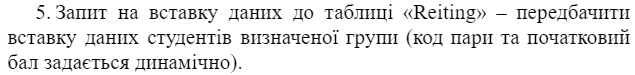 5. Запит на вставку даних до таблиці «Reiting» – передбачити
вставку даних студентів визначеної групи (код пари та початковий
бал задається динамічно).